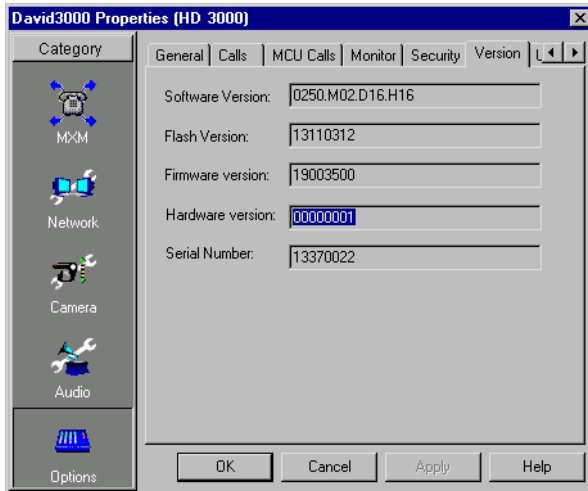 David3000 Properties (HD 3000)
Category
MXM
Network
Camera
Audio
Options
General Calls MCU Calls Monitor Security Version
Software Version: 0250.M02.D16.H16
Flash Version: 13110312
Firmware version: 19003500
Hardware version: 00000001
Serial Number: 13370022
OK Cancel Apply Help